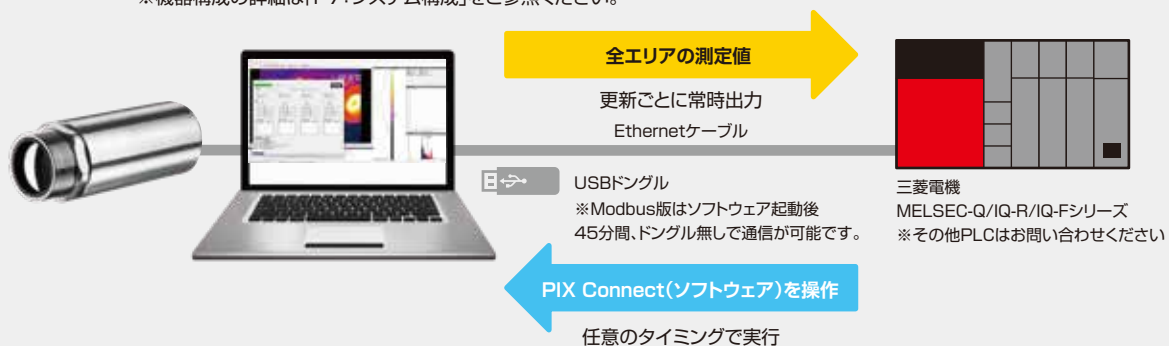 全エリアの測定値
更新ごとに常時出力
Ethernetケーブル
USBドングル
※Modbus版はソフトウェア起動後
45分間、ドングル無しで通信が可能です。
三菱電機
MELSEC-Q/IQ-R/IQ-Fシリーズ
※その他PLCはお問い合わせください
PIX Connect(ソフトウェア)を操作
任意のタイミングで実行